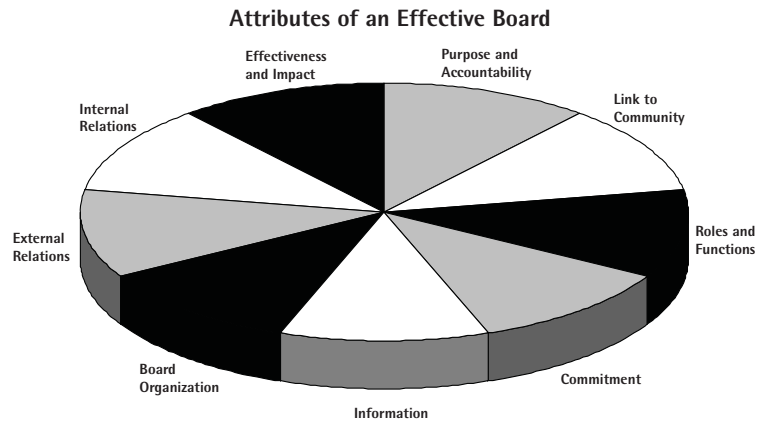 Attributes of an Effective Board
Effectiveness
and Impact
Purpose and
Accountability
Link to
Community
Roles and
Functions
Commitment
Information
Board
Organization
External
Relations
Internal
Relations